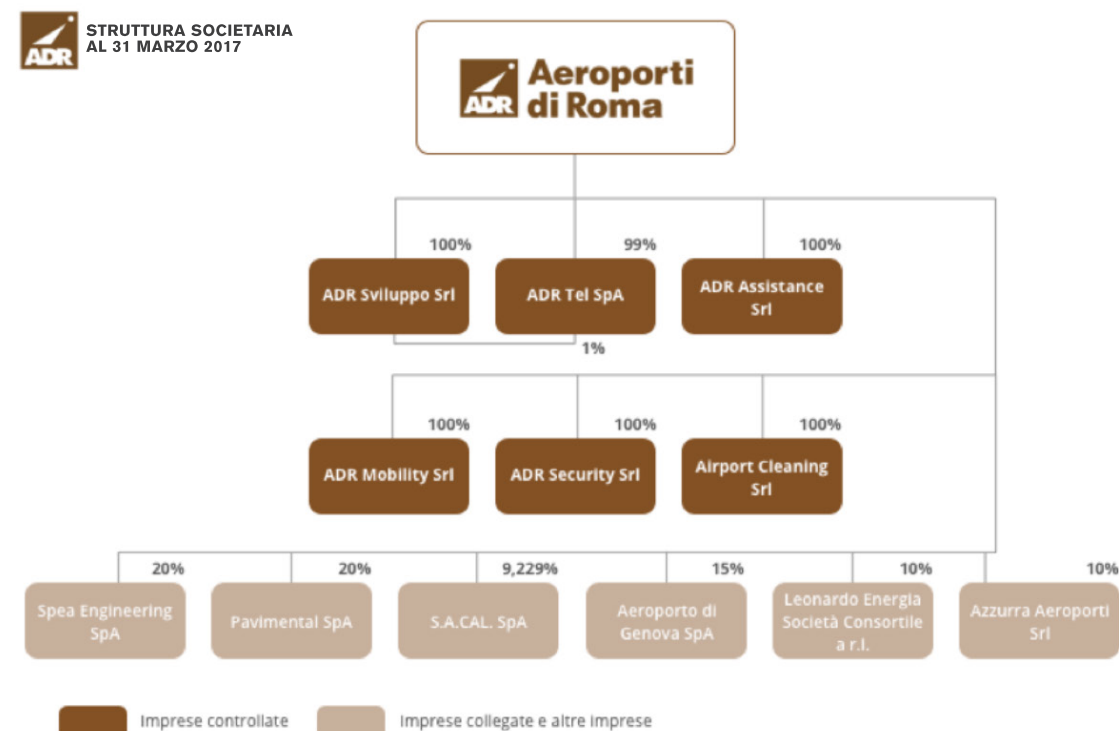 ADR
STRUTTURA SOCIETARIA
AL 31 MARZO 2017
ADR
Aeroporti
di Roma
100%
99%
100%
ADR Sviluppo Srl
ADR Tel SpA
ADR Assistance
Srl
1%
100%
100%
100%
ADR Mobility Srl
ADR Security Srl
Airport Cleaning
Srl
20%
20%
9,229%
15%
10%
10%
Spea Engineering
SpA
Pavimental SpA
S.A.CAL. SpA
Aeroporto di
Genova SpA
Leonardo Energia
Società Consortile
a r.l.
Azzurra Aeroporti
Srl
Imprese controllate
Imprese collegate e altre imprese